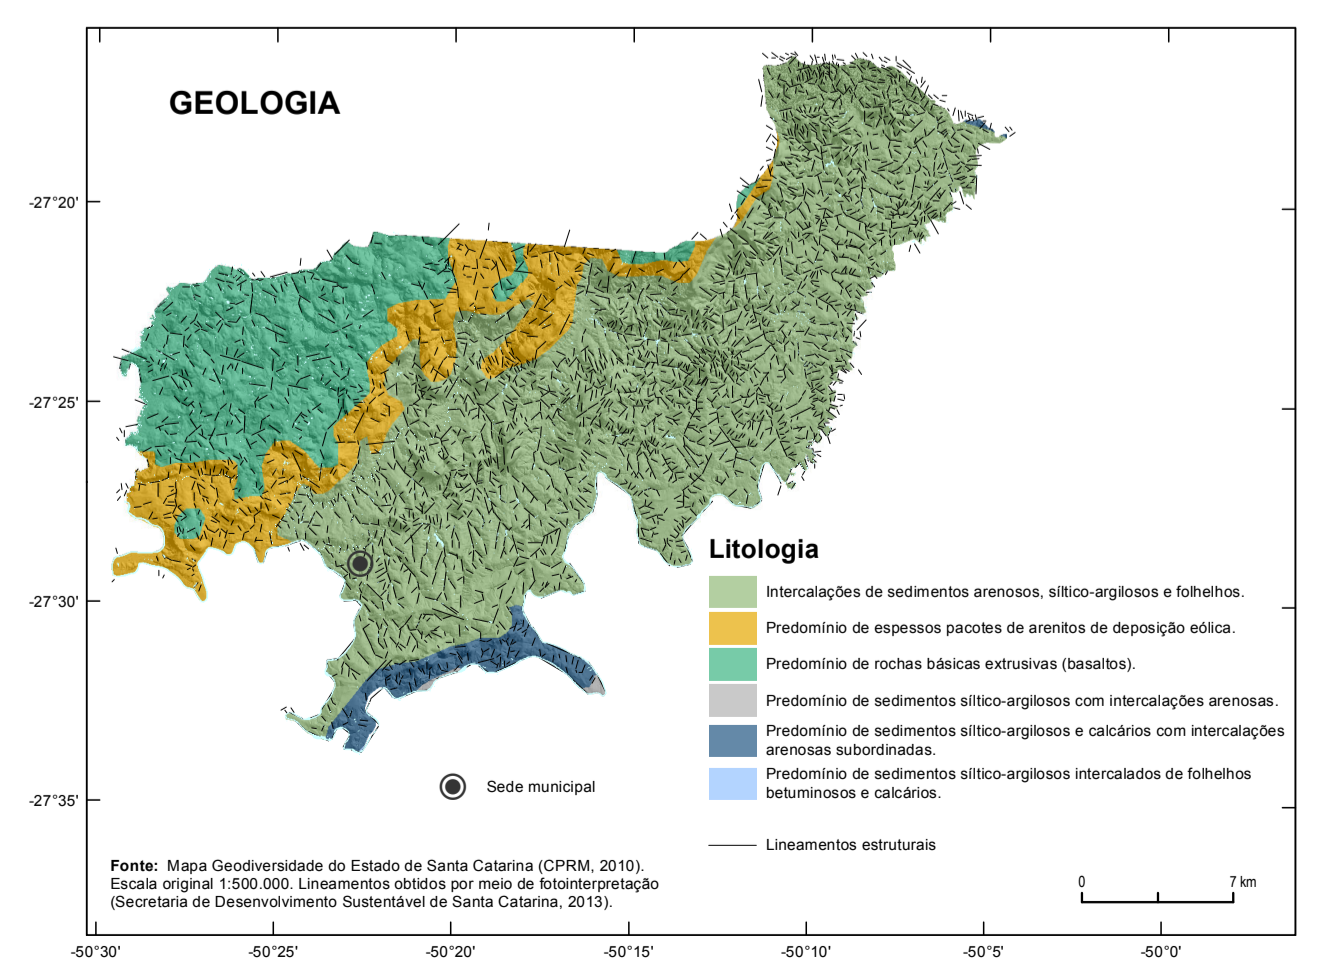 GEOLOGIA
-27°20'
-27°25'
-27°30'
-27°35'
Litologia
Intercalações de sedimentos arenosos, síltico-argilosos e folhelhos.
Predomínio de espessos pacotes de arenitos de deposição eólica.
Predomínio de rochas básicas extrusivas (basaltos).
Predomínio de sedimentos síltico-argilosos com intercalações arenosas.
Predomínio de sedimentos síltico-argilosos e calcários com intercalações
arenosas subordinadas.
Predomínio de sedimentos síltico-argilosos intercalados de folhelhos
betuminosos e calcários.
Lineamentos estruturais
Sede municipal
Fonte: Mapa Geodiversidade do Estado de Santa Catarina (CPRM, 2010).
Escala original 1:500.000. Lineamentos obtidos por meio de fotointerpretação
(Secretaria de Desenvolvimento Sustentável de Santa Catarina, 2013).
0 7 km
-50°30' -50°25' -50°20' -50°15' -50°10' -50°5' -50°0'